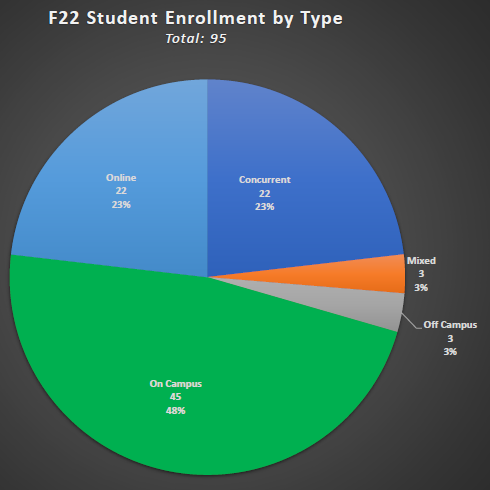 F22 Student Enrollment by Type
Total: 95
Online
22
23%
Concurrent
22
23%
Mixed
3
3%
Off Campus
3
3%
On Campus
45
48%